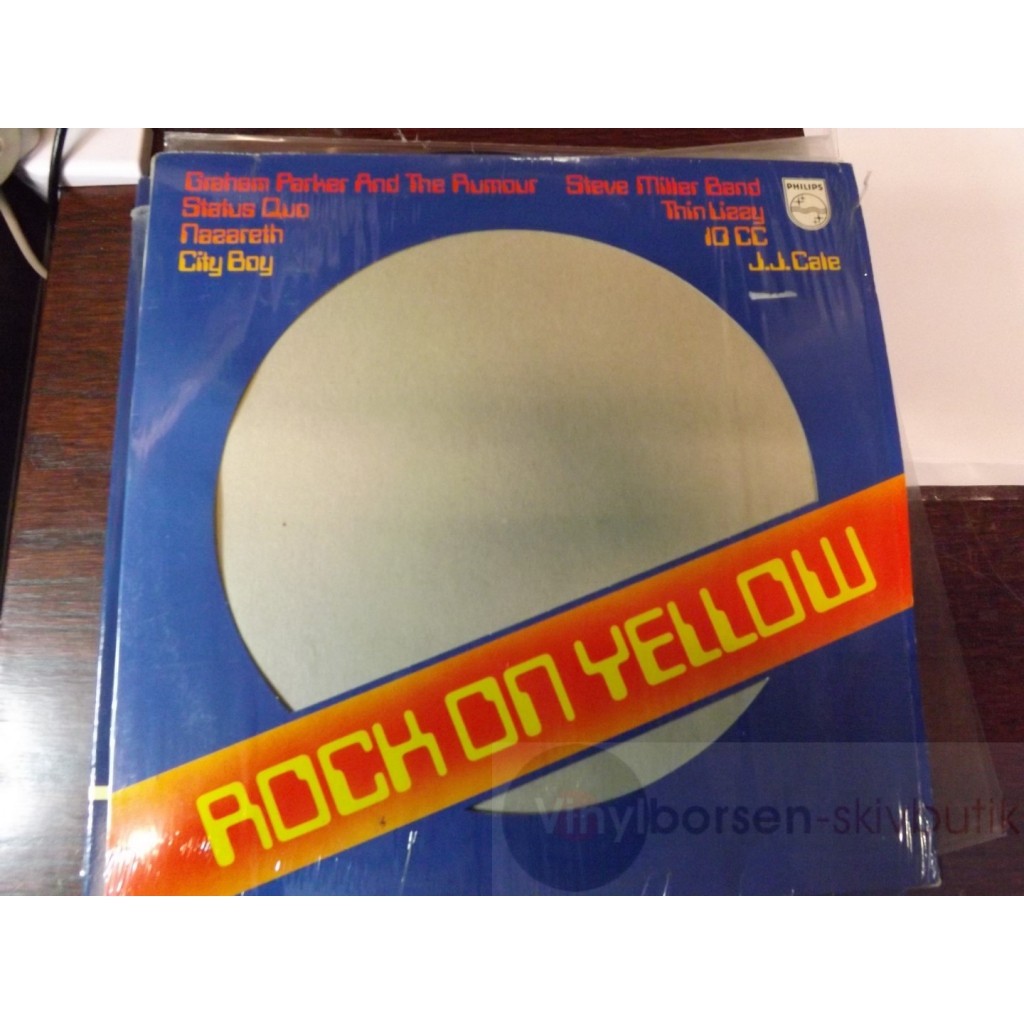 Graham Parker And The Rumour Steve Miller Band
Status Quo Thin Lizzy
Nazareth 10 CC
City Boy J.J. Cale
PHILIPS
ROCK ON YELLOW
Vinylborsen-skivbutik